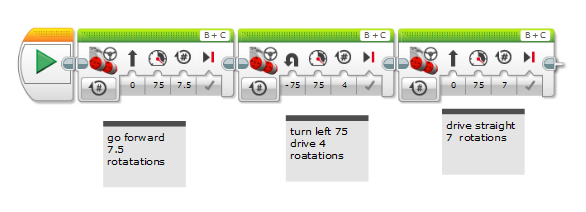 B + C
B + C
B + C
#
#
#
#
#
#
0 75 7.5
-75 75 4
0 75 7
go forward
7.5
rotatations
turn left 75
drive 4
roatations
drive straight
7 rotations